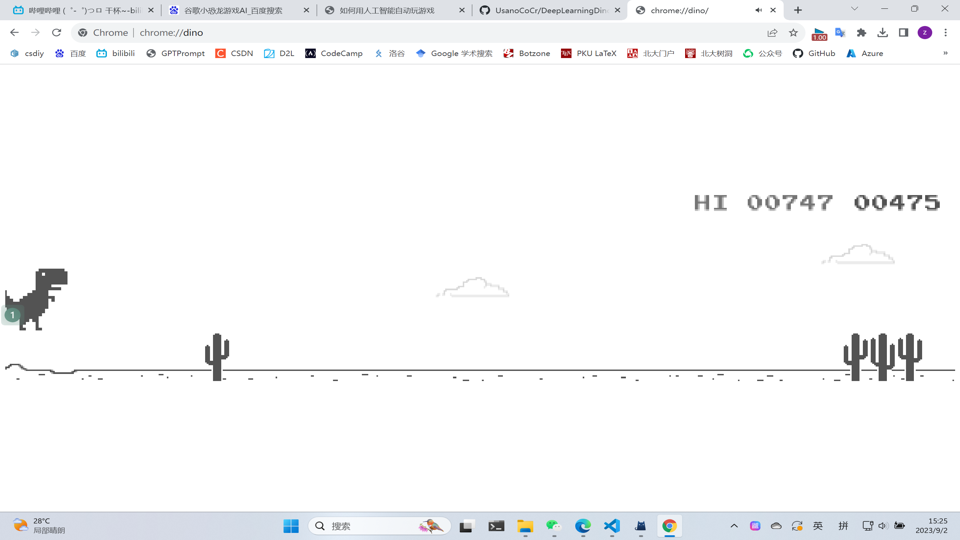 哔哩哔哩 (゜-゜)つロ 干杯~-bili
谷歌小恐龙游戏AI_百度搜索
如何用人工智能自动玩游戏
UsanoCoCr/DeepLearningDin
chrome://dino/
Chrome
chrome://dino
1.00
z
csdiy
百度
bilibili
GPTPrompt
CSDN
D2L
CodeCamp
洛谷
Google 学术搜索
Botzone
PKU LaTeX
北大门户
北大树洞
公众号
GitHub
Azure
»
HI 00747 00475
1
28°C
局部晴朗
搜索
英
拼
15:25
2023/9/2